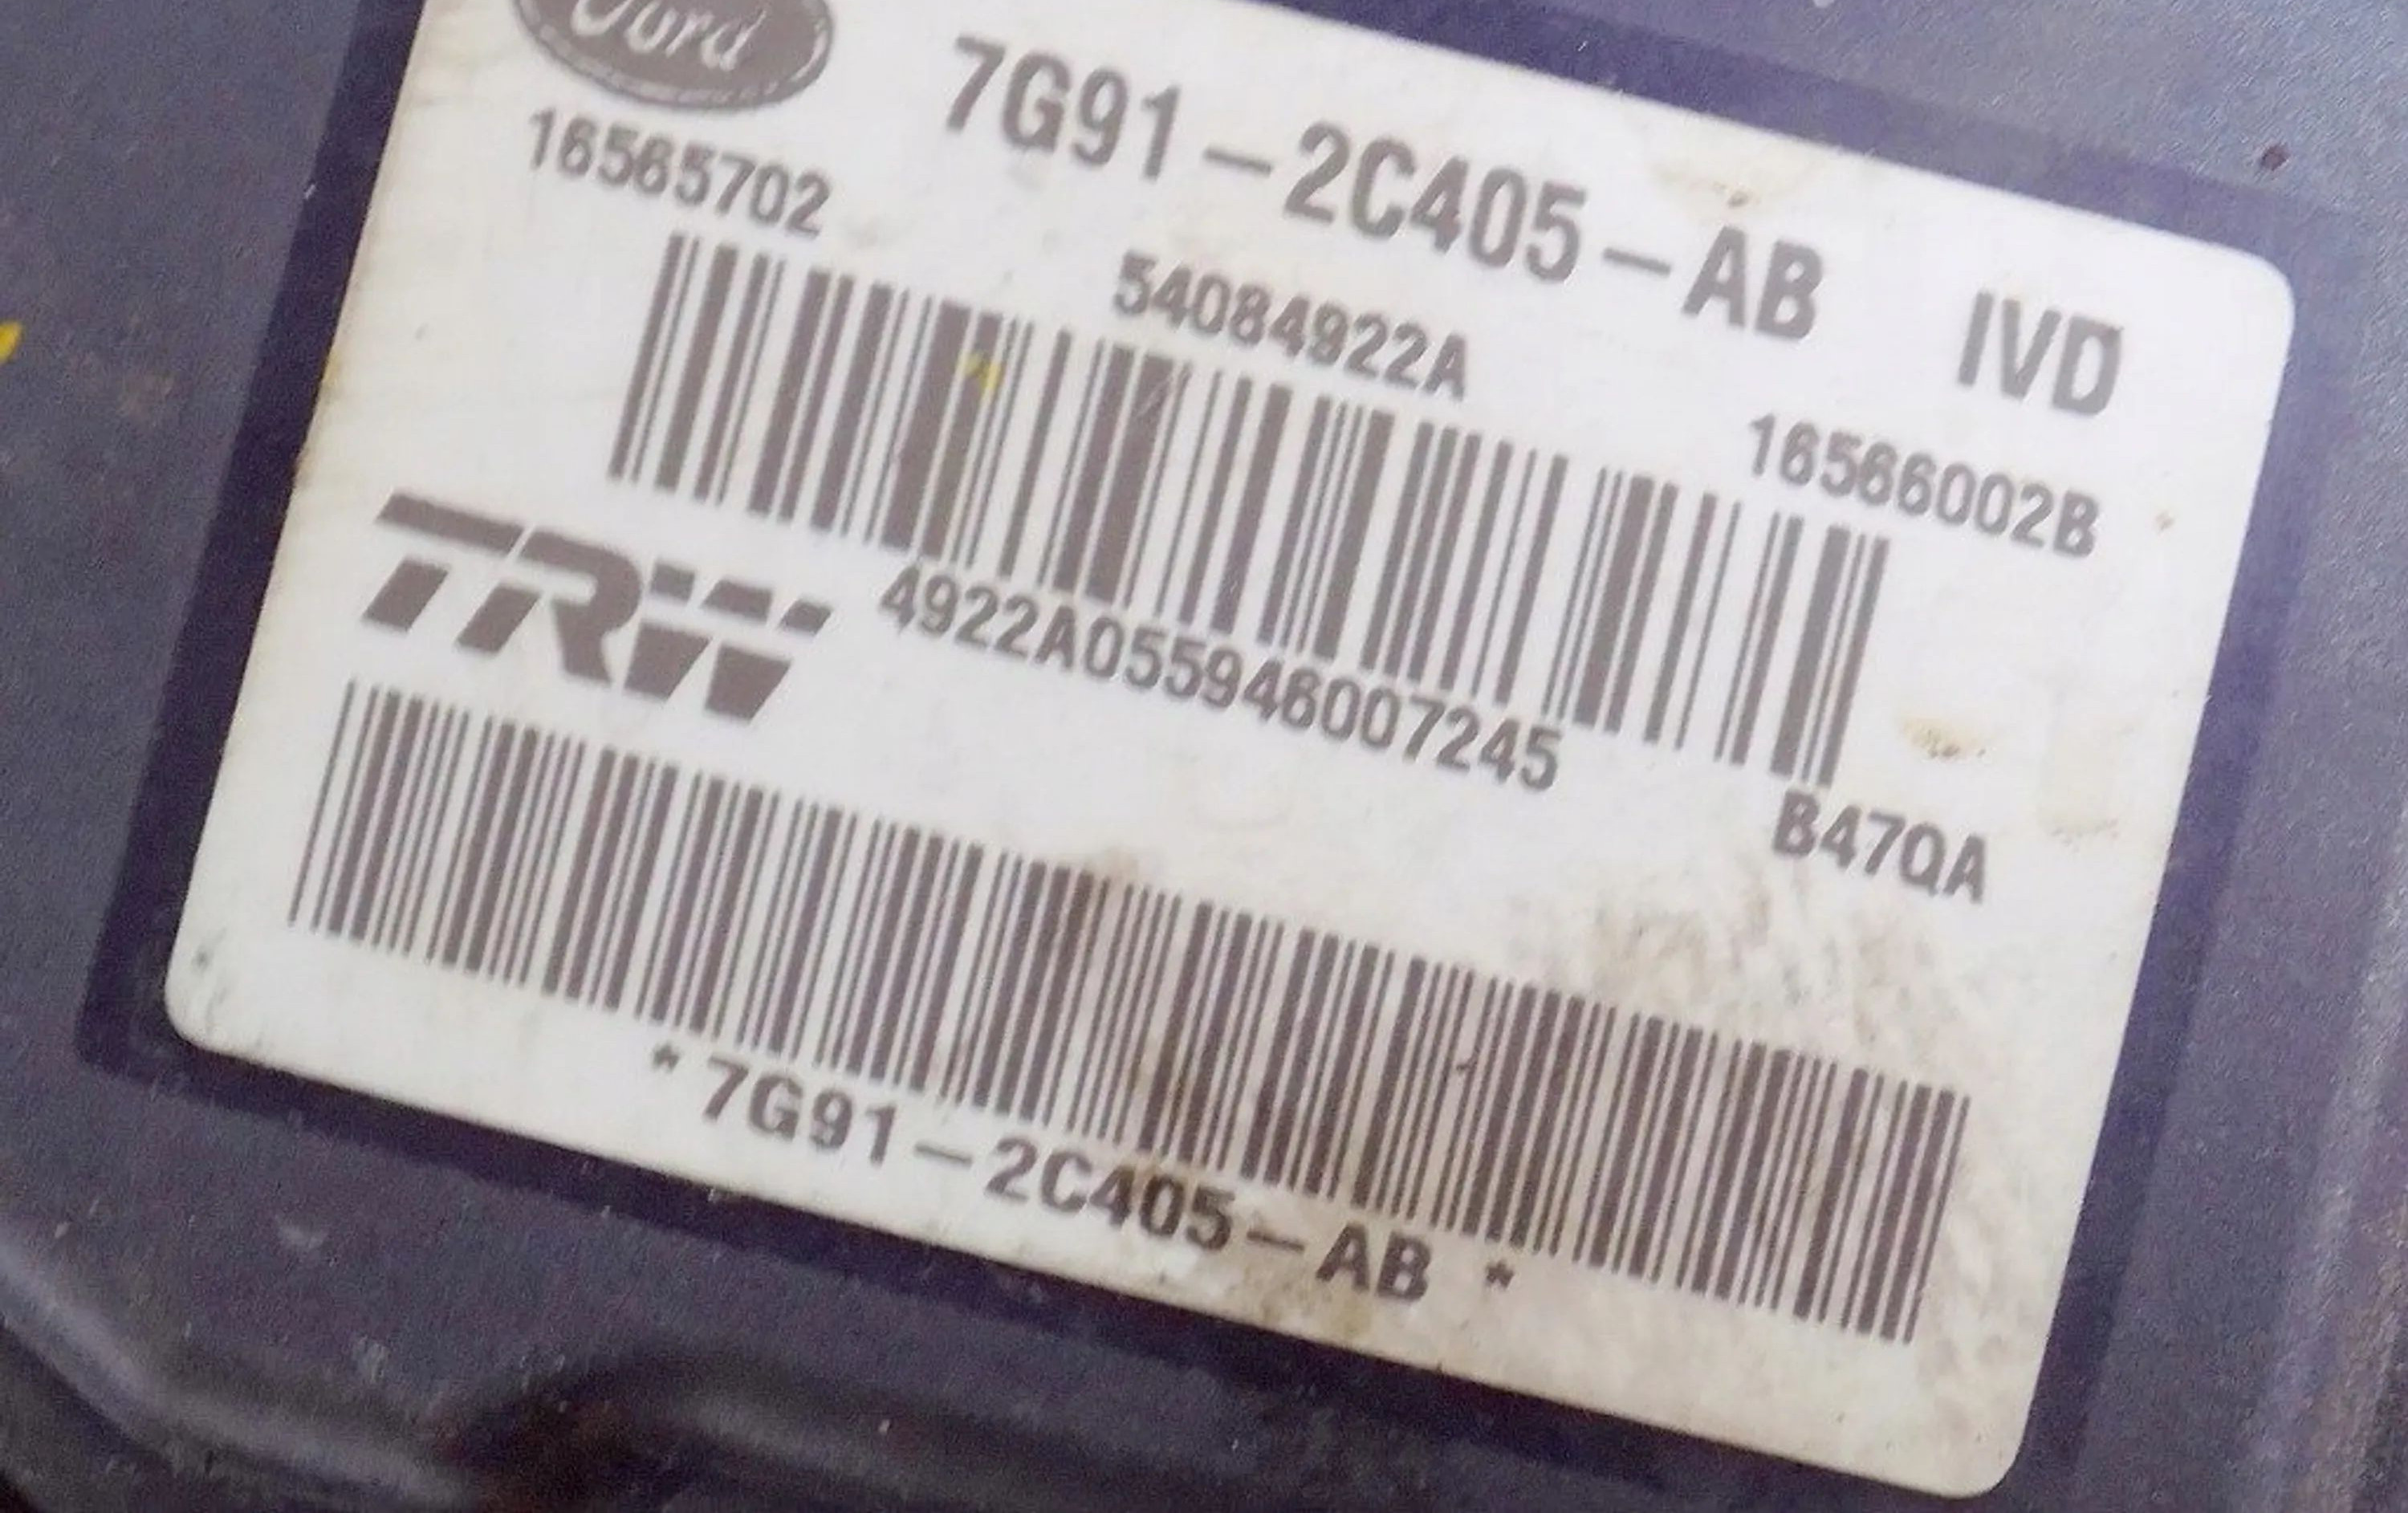 Ford
7G91-2C405-AB IVD
16565702
54084922A
16566002B
TRW
4922A055946007245
B47QA
*7G91-2C405-AB*